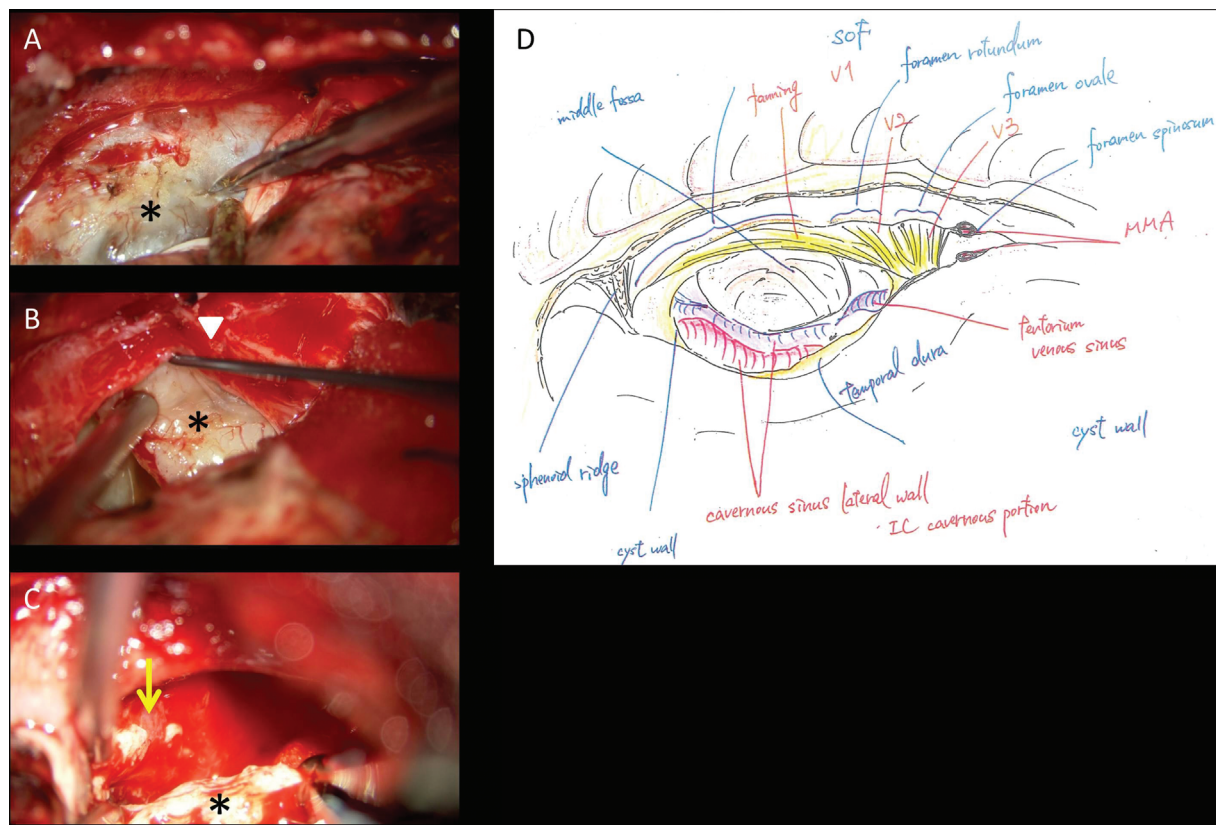 A
*
B
*
C
*
D
SOF
V1
foramen rotundum
foramen ovale
middle fossa
V2
V3
foramen spinosum
MMA
tentorium
venous sinus
temporal dura
cyst wall
sphenoid ridge
cavernous sinus lateral wall
IC cavernous portion
cyst wall